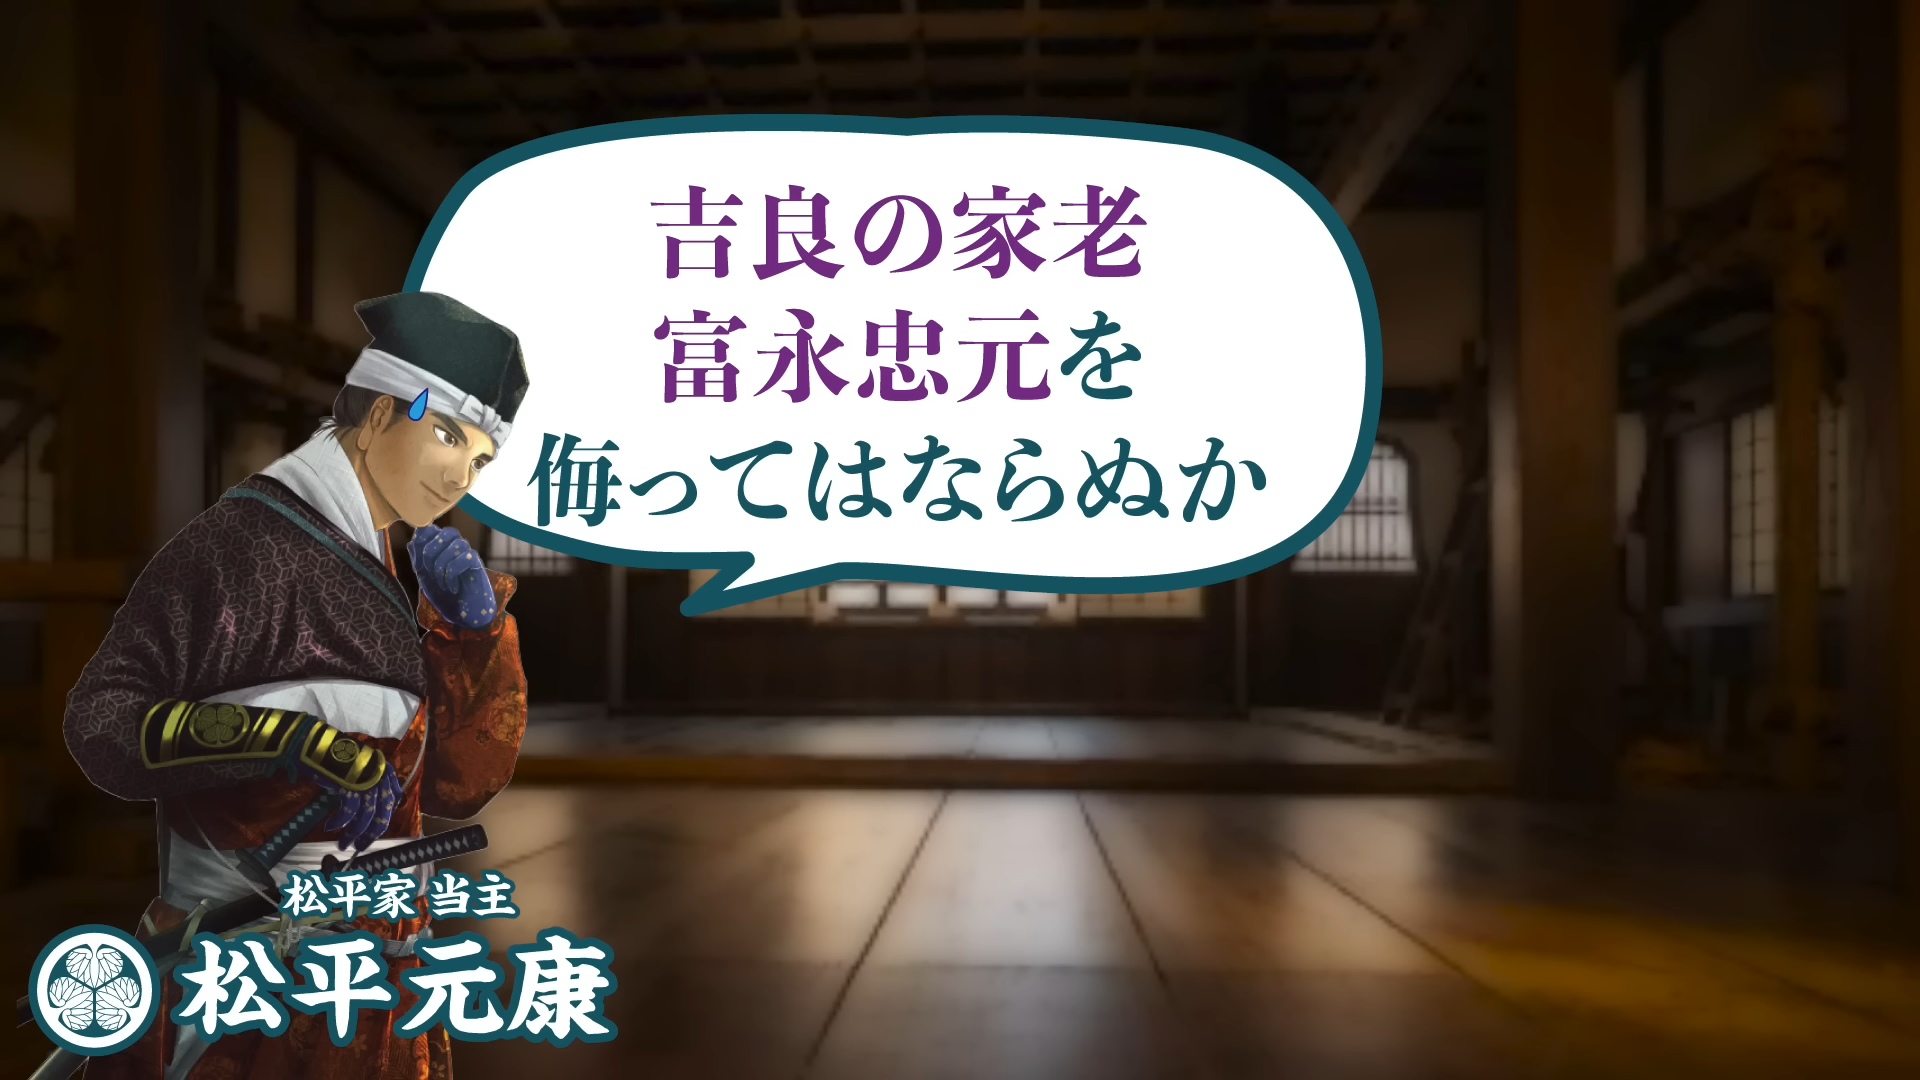 吉良の家老
富永忠元を
侮ってはならぬか
松平家 当主
松平元康